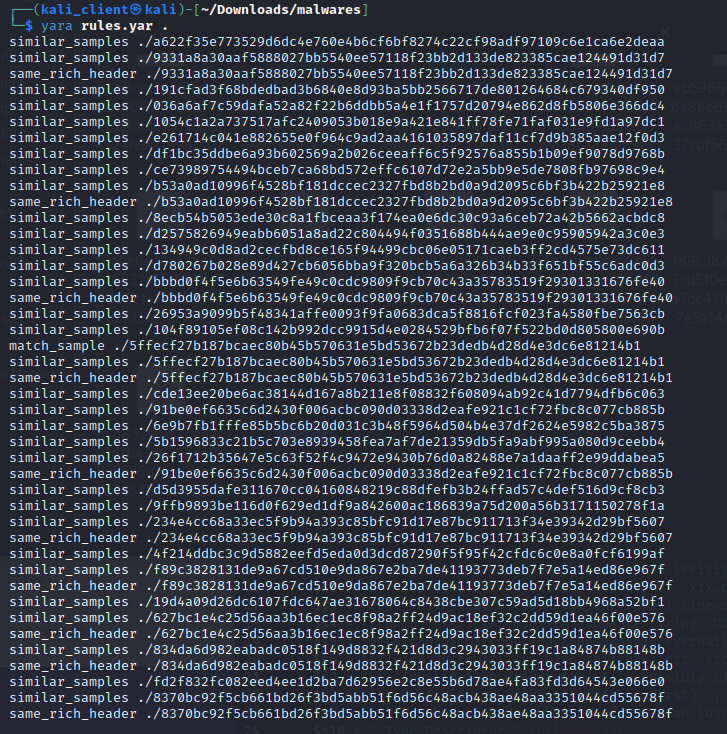 ┌──(kali_client㉿kali)-[~/Downloads/malwares]
└─$ yara rules.yar .
similar_samples ./a622f35e773529d6dc4e760e4b6cf6bf8274c22cf98adf97109c6e1ca6e2deaa
similar_samples ./9331a8a30aaf5888027bb5540ee57118f23bb2d133de823385cae124491d31d7
same_rich_header ./9331a8a30aaf5888027bb5540ee57118f23bb2d133de823385cae124491d31d7
similar_samples ./191cfad3f68bdedbad3b6840e8d93ba5bb2566717de801264684c679340df950
similar_samples ./036a6af7c59dafa52a82f22b6ddbb5a4e1f1757d20794e862d8fb5806e366dc4
similar_samples ./1054c1a2a737517afc2409053b018e9a421e841ff78fe71faf031e9fd1a97dc1
similar_samples ./e261714c041e882655e0f964c9ad2aa4161035897daf11cf7d9b385aae12f0d3
similar_samples ./df1bc35ddbe6a93b602569a2b026ceeaff6c5f92576a855b1b09ef9078d9768b
similar_samples ./ce73989754494bceb7ca68bd572effc6107d72e2a5bb9e5de7808fb97698c9e4
similar_samples ./b53a0ad10996f4528bf181dccec2327fbd8b2bd0a9d2095c6bf3b422b25921e8
same_rich_header ./b53a0ad10996f4528bf181dccec2327fbd8b2bd0a9d2095c6bf3b422b25921e8
similar_samples ./8ecb54b5053ede30c8a1fbceaa3f174ea0e6dc30c93a6ceb72a42b5662acbdc8
similar_samples ./d2575826949eabb6051a8ad22c804494f0351688b444ae9e0c95905942a3c0e3
similar_samples ./134949c0d8ad2cecfbd8ce165f94499cbc06e05171caeb3ff2cd4575e73dc611
similar_samples ./d780267b028e89d427cb6056bba9f320bcb5a6a326b34b33f651bf55c6adc0d3
similar_samples ./bbbd0f4f5e6b63549fe49c0cdc9809f9cb70c43a35783519f29301331676fe40
same_rich_header ./bbbd0f4f5e6b63549fe49c0cdc9809f9cb70c43a35783519f29301331676fe40
similar_samples ./26953a9099b5f48341affe0093f9fa0683dca5f8816fcf023fa4580fbe7563cb
similar_samples ./104f89105ef08c142b992dcc9915d4e0284529bfb6f07f522bd0d805800e690b
match_sample ./5ffecf27b187bcaec80b45b570631e5bd53672b23dedb4d28d4e3dc6e81214b1
similar_samples ./5ffecf27b187bcaec80b45b570631e5bd53672b23dedb4d28d4e3dc6e81214b1
same_rich_header ./5ffecf27b187bcaec80b45b570631e5bd53672b23dedb4d28d4e3dc6e81214b1
similar_samples ./cde13ee20be6ac38144d167a8b211e8f08832f608094ab92c41d7794dfb6c063
similar_samples ./91be0ef6635c6d2430f006acbc090d03338d2eafe921c1cf72fbc8c077cb885b
similar_samples ./6e9b7fb1fffe85b5bc6b20d031c3b48f5964d504b4e37df2624e5982c5ba3875
similar_samples ./5b1596833c21b5c703e8939458fea7af7de21359db5fa9abf995a080d9ceebb4
similar_samples ./26f1712b35647e5c63f52f4c9472e9430b76d0a82488e7a1daaff2e99ddabea5
same_rich_header ./91be0ef6635c6d2430f006acbc090d03338d2eafe921c1cf72fbc8c077cb885b
similar_samples ./d5d3955dafe311670cc04160848219c88dfefb3b24ffad57c4def516d9cf8cb3
similar_samples ./9ffb9893be116d0f629ed1df9a842600ac186839a75d200a56b3171150278f1a
similar_samples ./234e4cc68a33ec5f9b94a393c85bfc91d17e87bc911713f34e39342d29bf5607
same_rich_header ./234e4cc68a33ec5f9b94a393c85bfc91d17e87bc911713f34e39342d29bf5607
similar_samples ./4f214ddbc3c9d5882eefd5eda0d3dcd87290f5f95f42cfdc6c0e8a0fcf6199af
similar_samples ./f89c3828131de9a67cd510e9da867e2ba7de41193773deb7f7e5a14ed86e967f
same_rich_header ./f89c3828131de9a67cd510e9da867e2ba7de41193773deb7f7e5a14ed86e967f
similar_samples ./19d4a09d26dc6107fdc647ae31678064c8438cbe307c59ad5d18bb4968a52bf1
similar_samples ./627bc1e4c25d56aa3b16ec1ec8f98a2ff24d9ac18ef32c2dd59d1ea46f00e576
same_rich_header ./627bc1e4c25d56aa3b16ec1ec8f98a2ff24d9ac18ef32c2dd59d1ea46f00e576
similar_samples ./834da6d982eabadc0518f149d8832f421d8d3c2943033ff19c1a84874b88148b
same_rich_header ./834da6d982eabadc0518f149d8832f421d8d3c2943033ff19c1a84874b88148b
similar_samples ./fd2f832fc082eed4ee1d2ba7d62956e2c8e55b6d78ae4fa83fd3d64543e066e0
similar_samples ./8370bc92f5cb661bd26f3bd5abb51f6d56c48acb438ae48aa3351044cd55678f
same_rich_header ./8370bc92f5cb661bd26f3bd5abb51f6d56c48acb438ae48aa3351044cd55678f